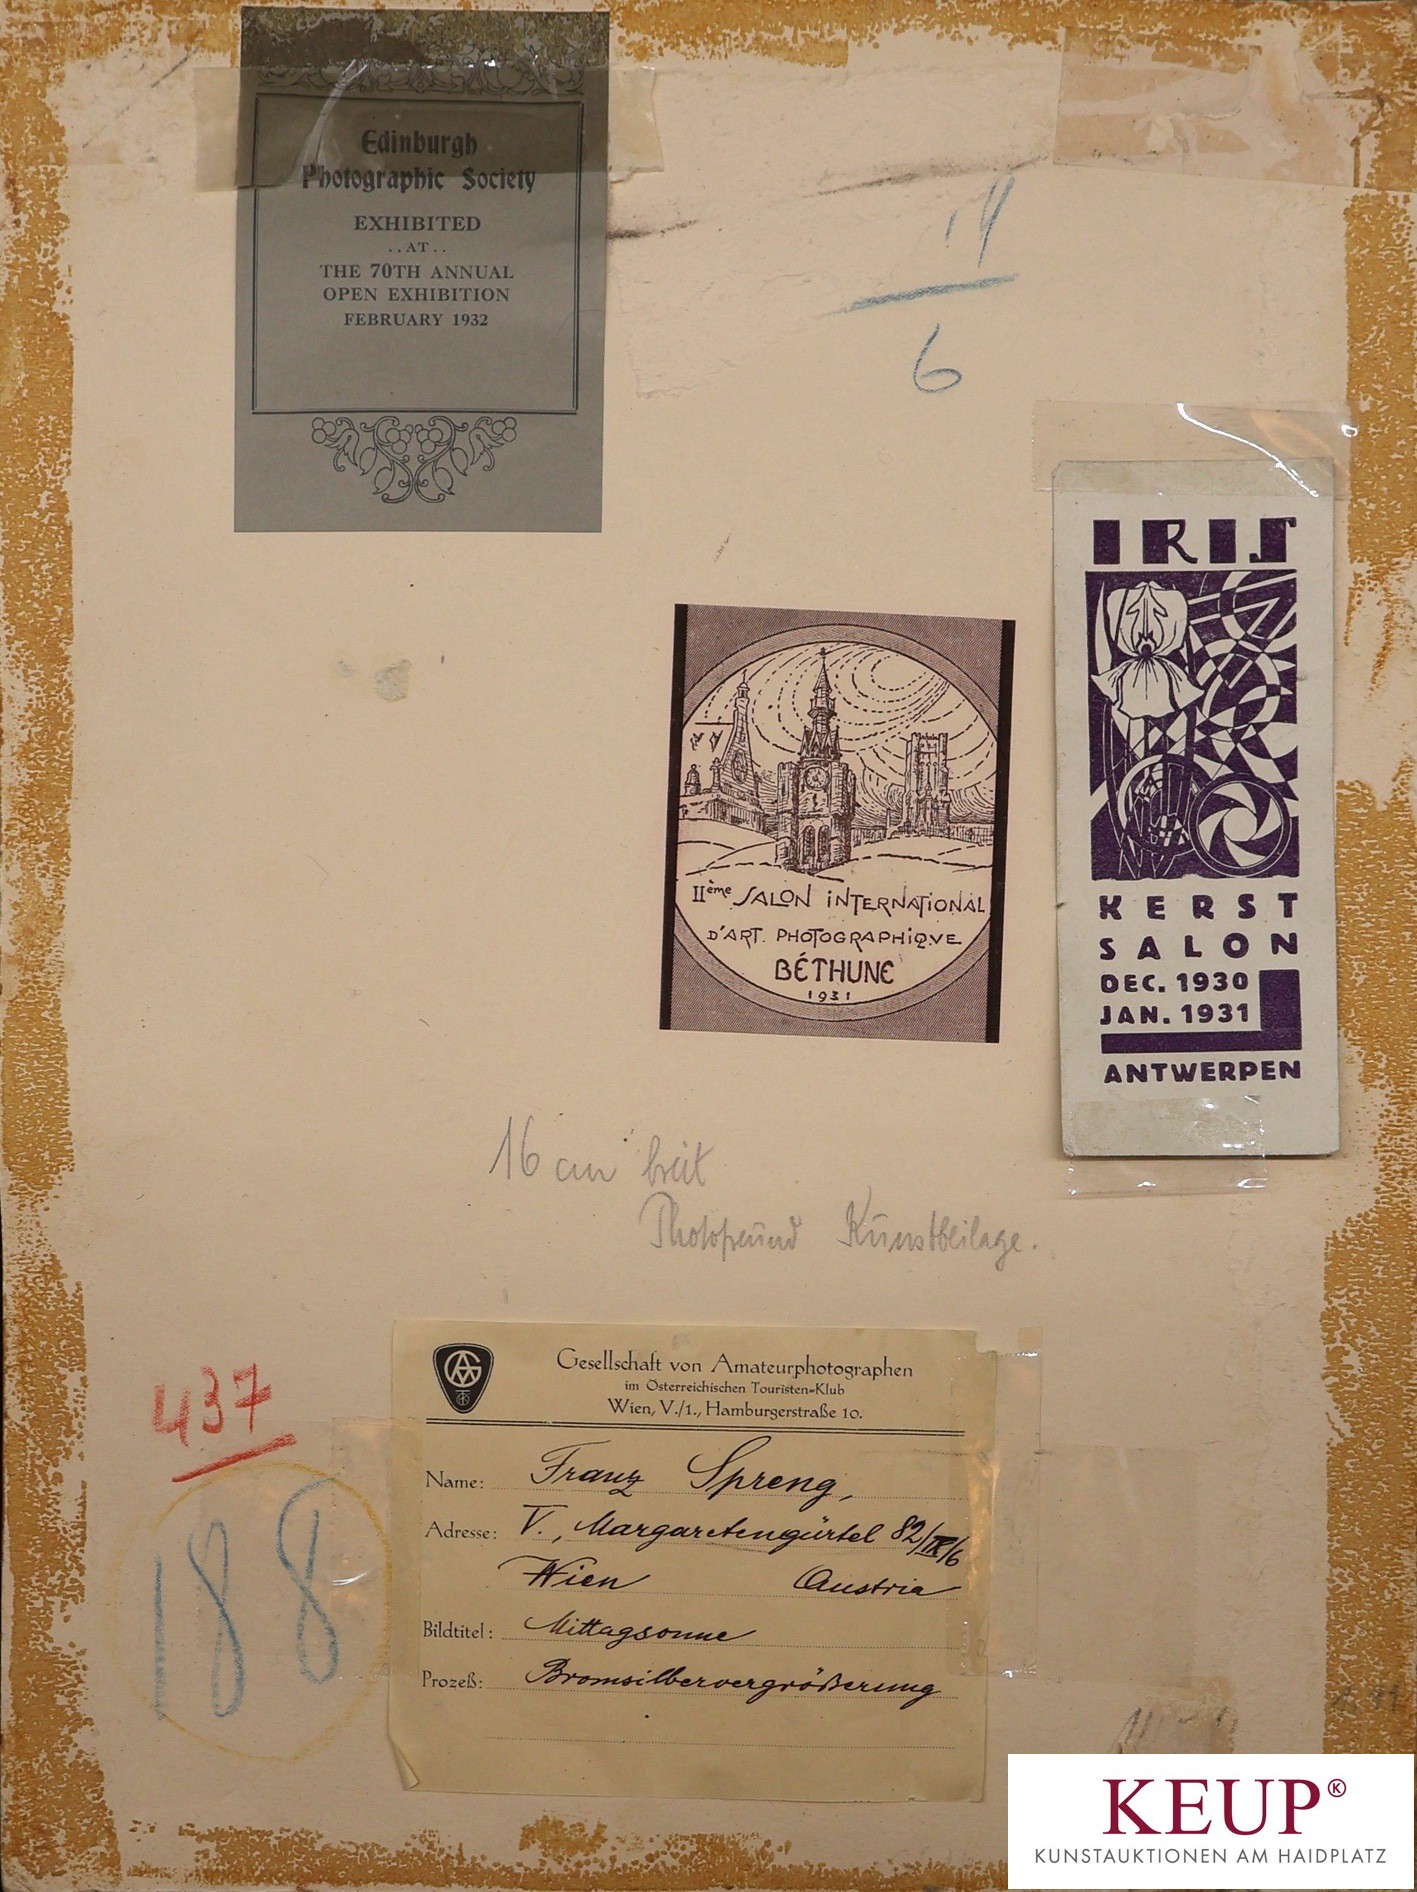 Edinburgh
Photographic Society
EXHIBITED
..AT..
THE 70TH ANNUAL
OPEN EXHIBITION
FEBRUARY 1932
14
6
IRIS
KERST
SALON
DEC. 1930
JAN. 1931
ANTWERPEN
IIème SALON INTERNATIONAL
D'ART. PHOTOGRAPHIQVE
BÉTHUNE
1931
16 cm breit
Photofreund Kunstbeilage.
437
188
Gesellschaft von Amateurphotographen
im Österreichischen Touristen-Klub
Wien, V./1., Hamburgerstraße 10.
Name: Franz Spreng,
Adresse: V., Margaretengürtel 82/IX/6
Wien Austria
Bildtitel: Mittagsonne
Prozeß: Bromsilbervergrößerung
KEUP®
KUNSTAUKTIONEN AM HAIDPLATZ